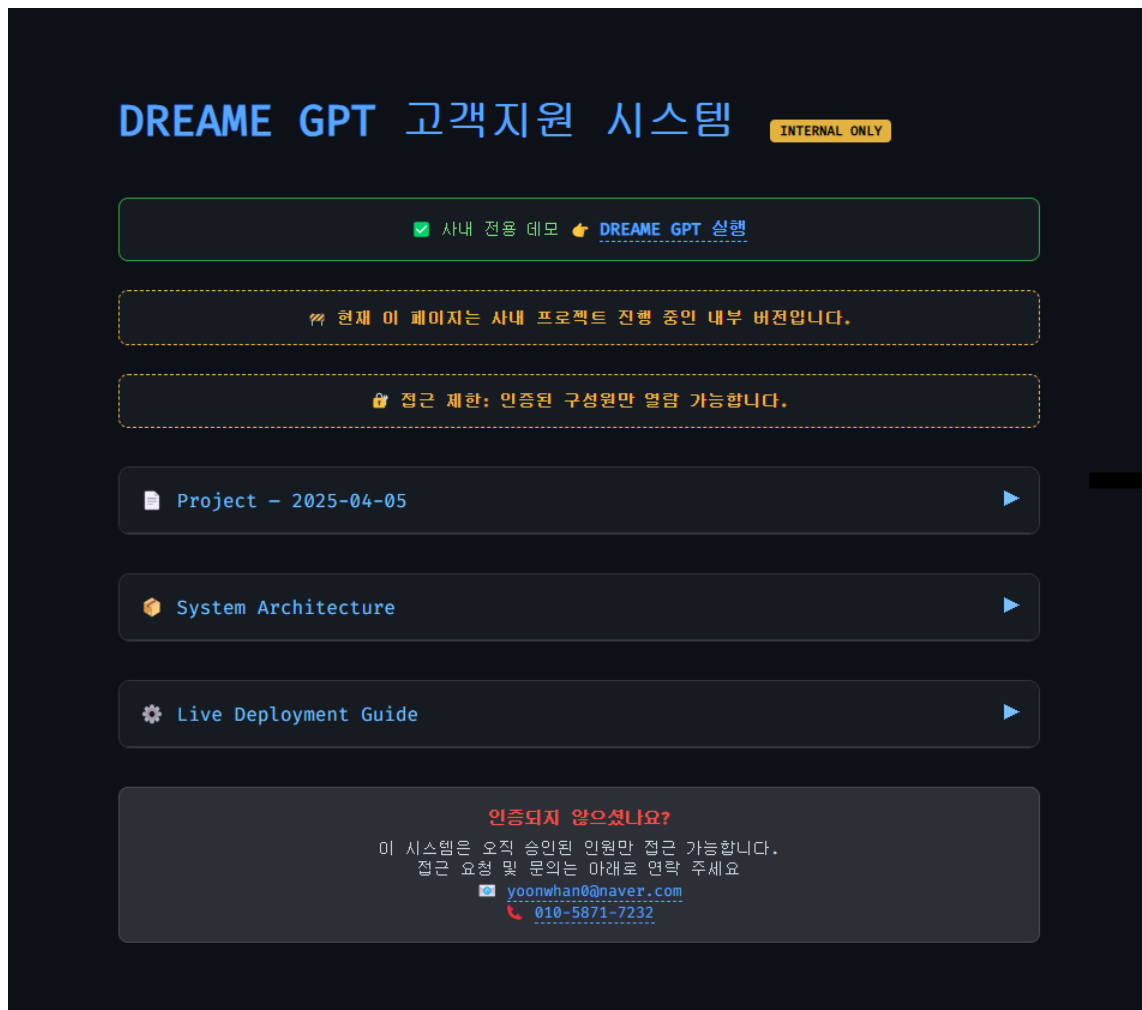 DREAME GPT 고객지원 시스템 INTERNAL ONLY
✅ 사내 전용 데모 👉 DREAME GPT 실행
🚧 현재 이 페이지는 사내 프로젝트 진행 중인 내부 버전입니다.
🔐 접근 제한: 인증된 구성원만 열람 가능합니다.
📄 Project – 2025-04-05 ▶
📦 System Architecture ▶
⚙️ Live Deployment Guide ▶
인증되지 않으셨나요?
이 시스템은 오직 승인된 인원만 접근 가능합니다.
접근 요청 및 문의는 아래로 연락 주세요
📧 yoonwhan0@naver.com
📞 010-5871-7232